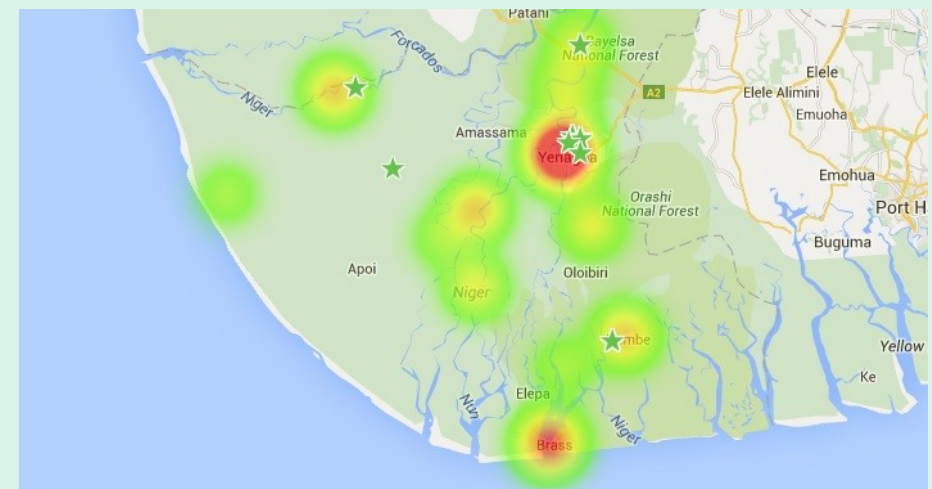 Patani
Forcados
Bayelsa
National Forest
Elele
A2
Elele Alimini
Niger
Emuoha
Amassama
Emohua
Orashi
National Forest
Port H
Buguma
Apoi
Oloibiri
Niger
Yellow
Ke
Elepa
Nun
Niger
Brass